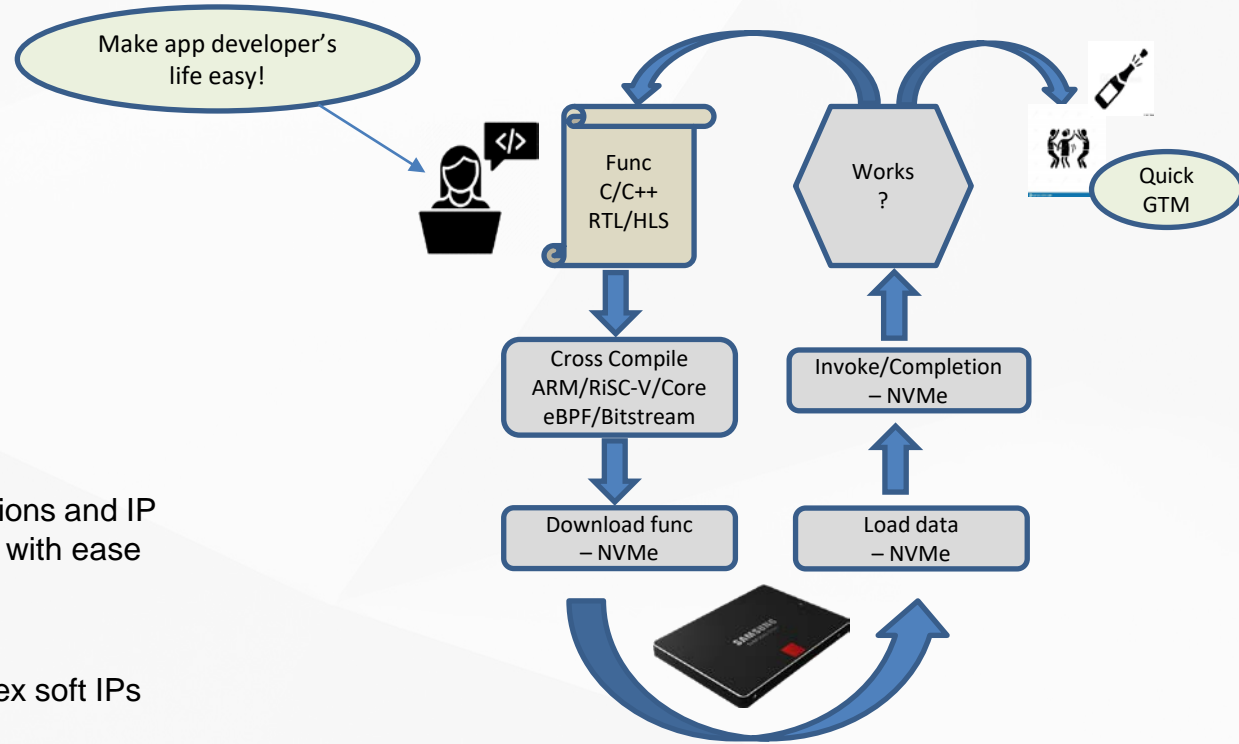 Make app developer's
life easy!
</>
Func
C/C++
RTL/HLS
Works
?
Quick
GTM
Cross Compile
ARM/RiSC-V/Core
eBPF/Bitstream
Invoke/Completion
– NVMe
Download func
– NVMe
Load data
– NVMe
SAMSUNG
ions and IP
with ease
ex soft IPs